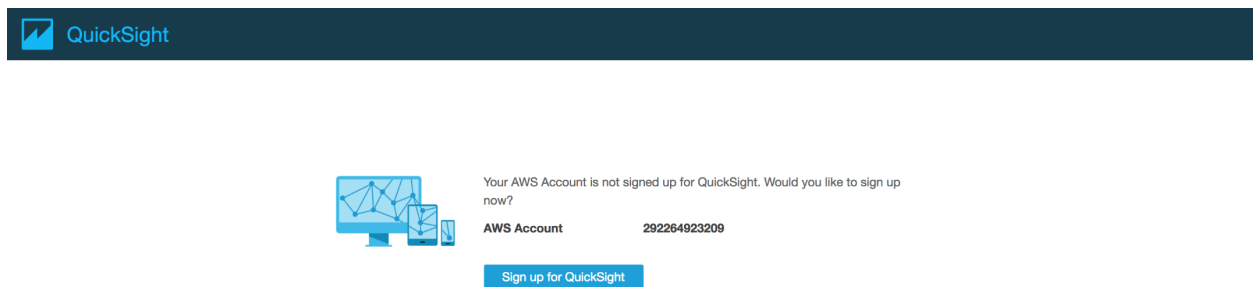 QuickSight
Your AWS Account is not signed up for QuickSight. Would you like to sign up
now?
AWS Account 292264923209
Sign up for QuickSight